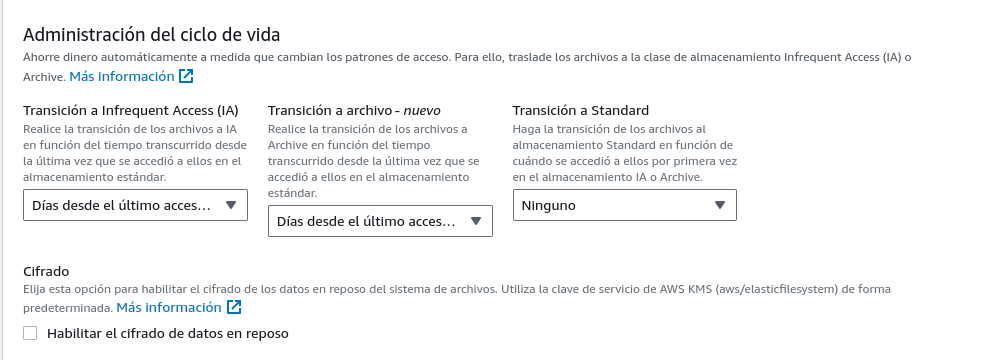 Administración del ciclo de vida
Ahorre dinero automáticamente a medida que cambian los patrones de acceso. Para ello, traslade los archivos a la clase de almacenamiento Infrequent Access (IA) o
Archive. Más información
Transición a Infrequent Access (IA)
Realice la transición de los archivos a IA
en función del tiempo transcurrido desde
la última vez que se accedió a ellos en el
almacenamiento estándar.
Días desde el último acces...
Transición a archivo - nuevo
Realice la transición de los archivos a
Archive en función del tiempo
transcurrido desde la última vez que se
accedió a ellos en el almacenamiento
estándar.
Días desde el último acces...
Transición a Standard
Haga la transición de los archivos al
almacenamiento Standard en función de
cuándo se accedió a ellos por primera vez
en el almacenamiento IA o Archive.
Ninguno
Cifrado
Elija esta opción para habilitar el cifrado de los datos en reposo del sistema de archivos. Utiliza la clave de servicio de AWS KMS (aws/elasticfilesystem) de forma
predeterminada. Más información
Habilitar el cifrado de datos en reposo